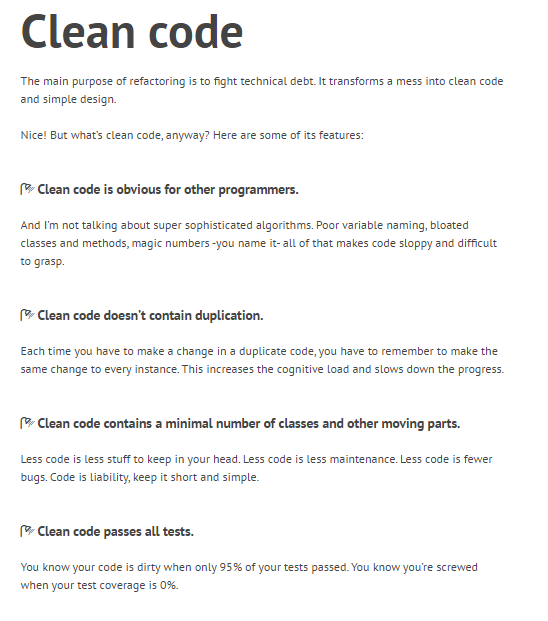 Clean code
The main purpose of refactoring is to fight technical debt. It transforms a mess into clean code
and simple design.
Nice! But what's clean code, anyway? Here are some of its features:
Clean code is obvious for other programmers.
And I'm not talking about super sophisticated algorithms. Poor variable naming, bloated
classes and methods, magic numbers -you name it- all of that makes code sloppy and difficult
to grasp.
Clean code doesn't contain duplication.
Each time you have to make a change in a duplicate code, you have to remember to make the
same change to every instance. This increases the cognitive load and slows down the progress.
Clean code contains a minimal number of classes and other moving parts.
Less code is less stuff to keep in your head. Less code is less maintenance. Less code is fewer
bugs. Code is liability, keep it short and simple.
Clean code passes all tests.
You know your code is dirty when only 95% of your tests passed. You know you're screwed
when your test coverage is 0%.